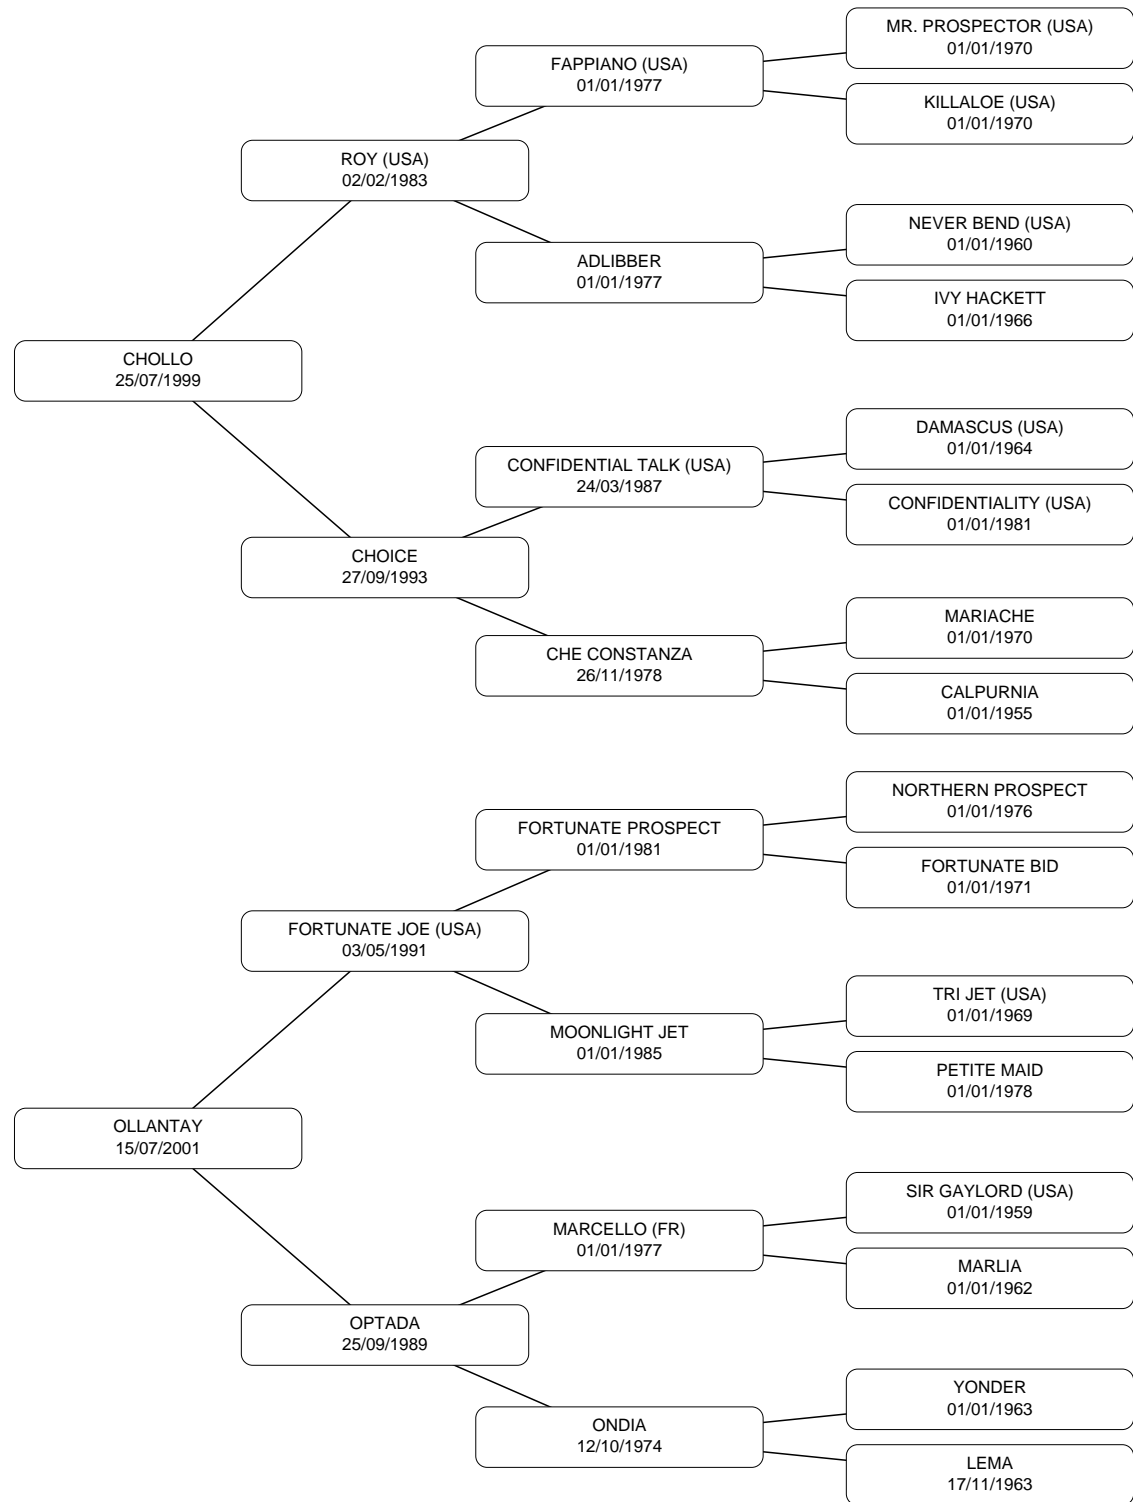 MR. PROSPECTOR (USA)
01/01/1970
FAPPIANO (USA)
01/01/1977
KILLALOE (USA)
01/01/1970
ROY (USA)
02/02/1983
NEVER BEND (USA)
01/01/1960
ADLIBBER
01/01/1977
IVY HACKETT
01/01/1966
CHOLLO
25/07/1999
DAMASCUS (USA)
01/01/1964
CONFIDENTIAL TALK (USA)
24/03/1987
CONFIDENTIALITY (USA)
01/01/1981
CHOICE
27/09/1993
MARIACHE
01/01/1970
CHE CONSTANZA
26/11/1978
CALPURNIA
01/01/1955
NORTHERN PROSPECT
01/01/1976
FORTUNATE PROSPECT
01/01/1981
FORTUNATE BID
01/01/1971
FORTUNATE JOE (USA)
03/05/1991
TRI JET (USA)
01/01/1969
MOONLIGHT JET
01/01/1985
PETITE MAID
01/01/1978
OLLANTAY
15/07/2001
SIR GAYLORD (USA)
01/01/1959
MARCELLO (FR)
01/01/1977
MARLIA
01/01/1962
OPTADA
25/09/1989
YONDER
01/01/1963
ONDIA
12/10/1974
LEMA
17/11/1963